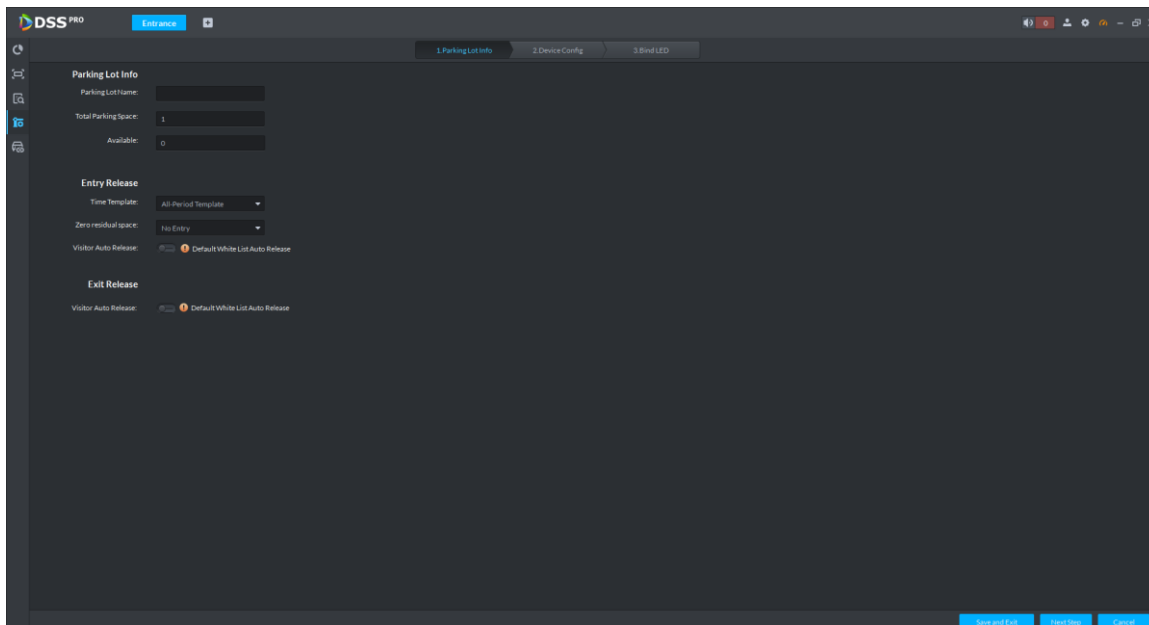 DSS PRO
Entrance
0
1.Parking Lot Info
2.Device Config
3.Bind LED
Parking Lot Info
Parking Lot Name:
Total Parking Space: 1
Available: 0
Entry Release
Time Template: All-Period Template
Zero residual space: No Entry
Visitor Auto Release: Default White List Auto Release
Exit Release
Visitor Auto Release: Default White List Auto Release
Save and Exit
Next Step
Cancel